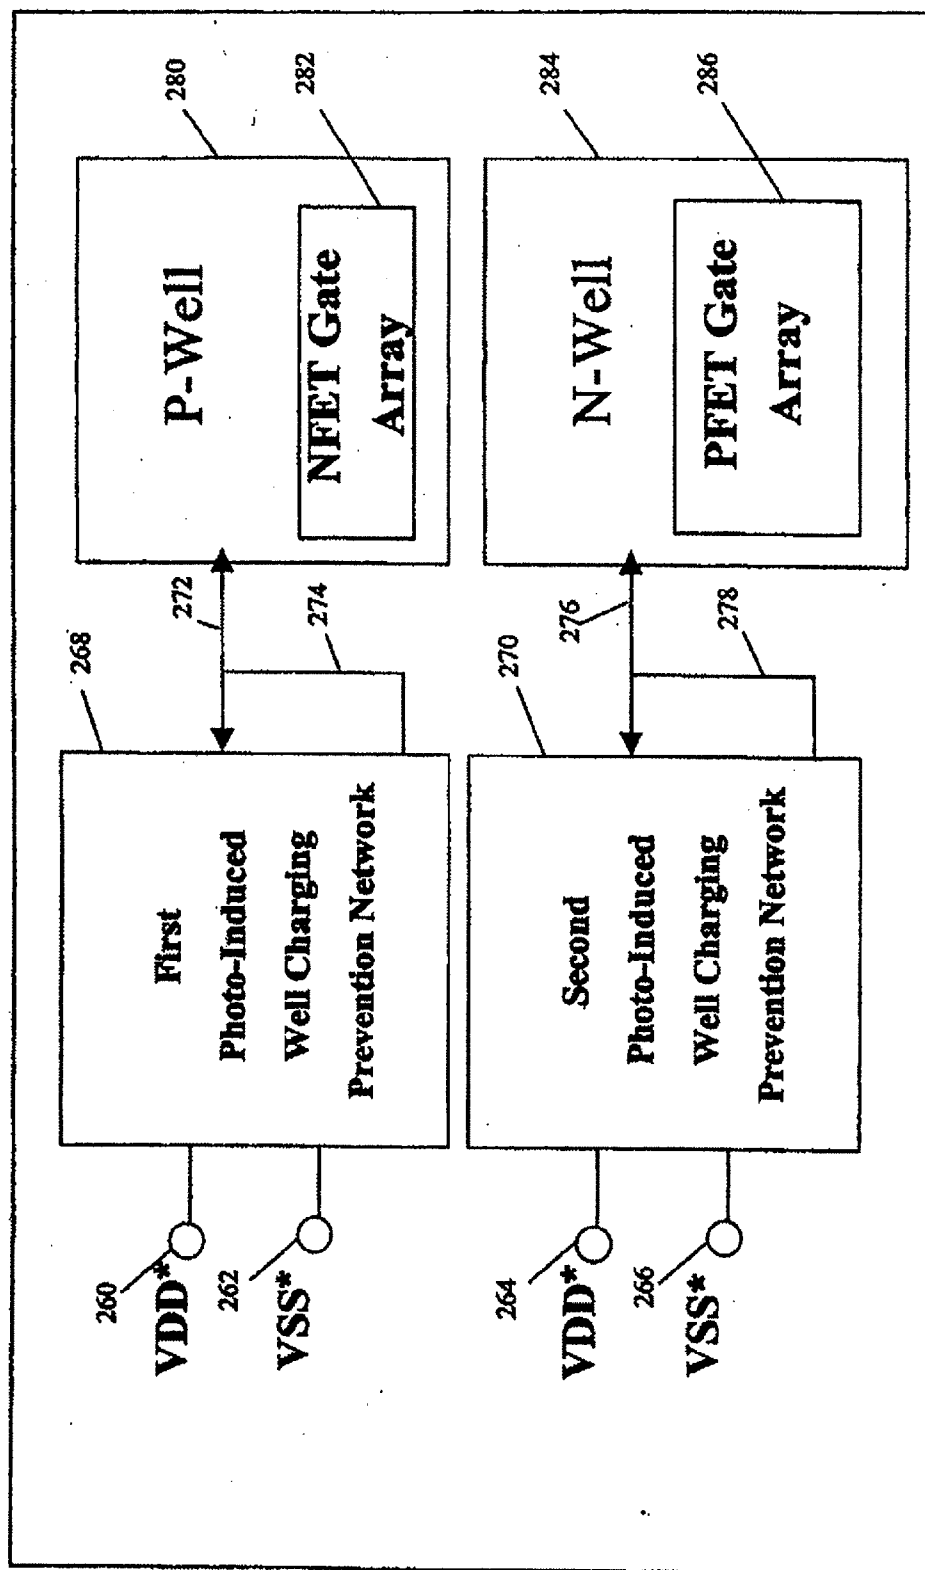 260
VDD*
262
VSS*
268
First
Photo-Induced
Well Charging
Prevention Network
272
274
280
P-Well
282
NFET Gate
Array
264
VDD*
266
VSS*
270
Second
Photo-Induced
Well Charging
Prevention Network
276
278
284
N-Well
286
PFET Gate
Array